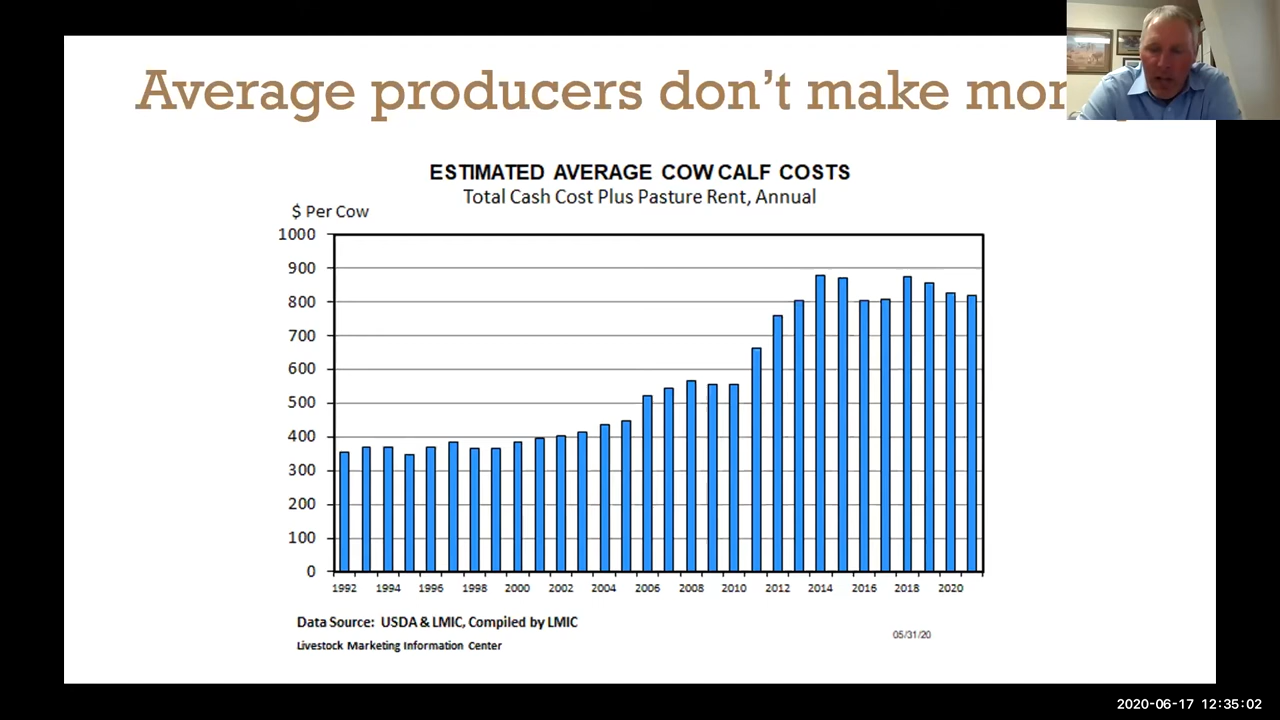 Average producers don't make
ESTIMATED AVERAGE COW CALF COSTS
Total Cash Cost Plus Pasture Rent, Annual
$ Per Cow
1000
900
800
700
600
500
400
300
200
100
0
1992 1994 1996 1998 2000 2002 2004 2006 2008 2010 2012 2014 2016 2018 2020
Data Source: USDA & LMIC, Compiled by LMIC
05/31/20
Livestock Marketing Information Center
2020-06-17 12:35:02